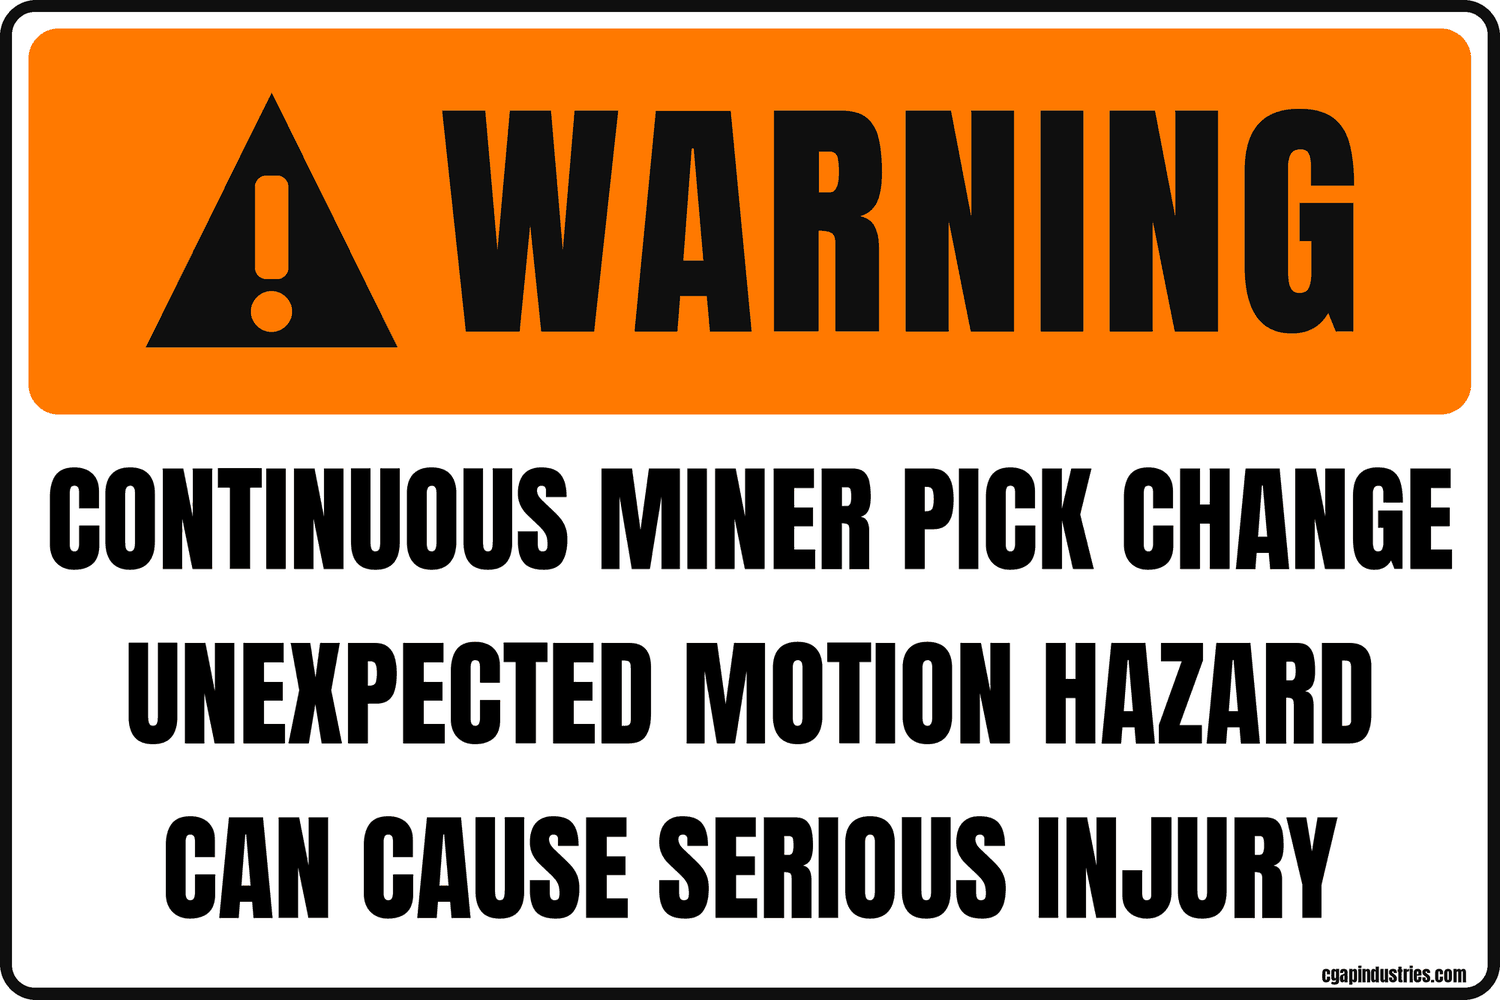 WARNING
CONTINUOUS MINER PICK CHANGE
UNEXPECTED MOTION HAZARD
CAN CAUSE SERIOUS INJURY
cgapindustries.com